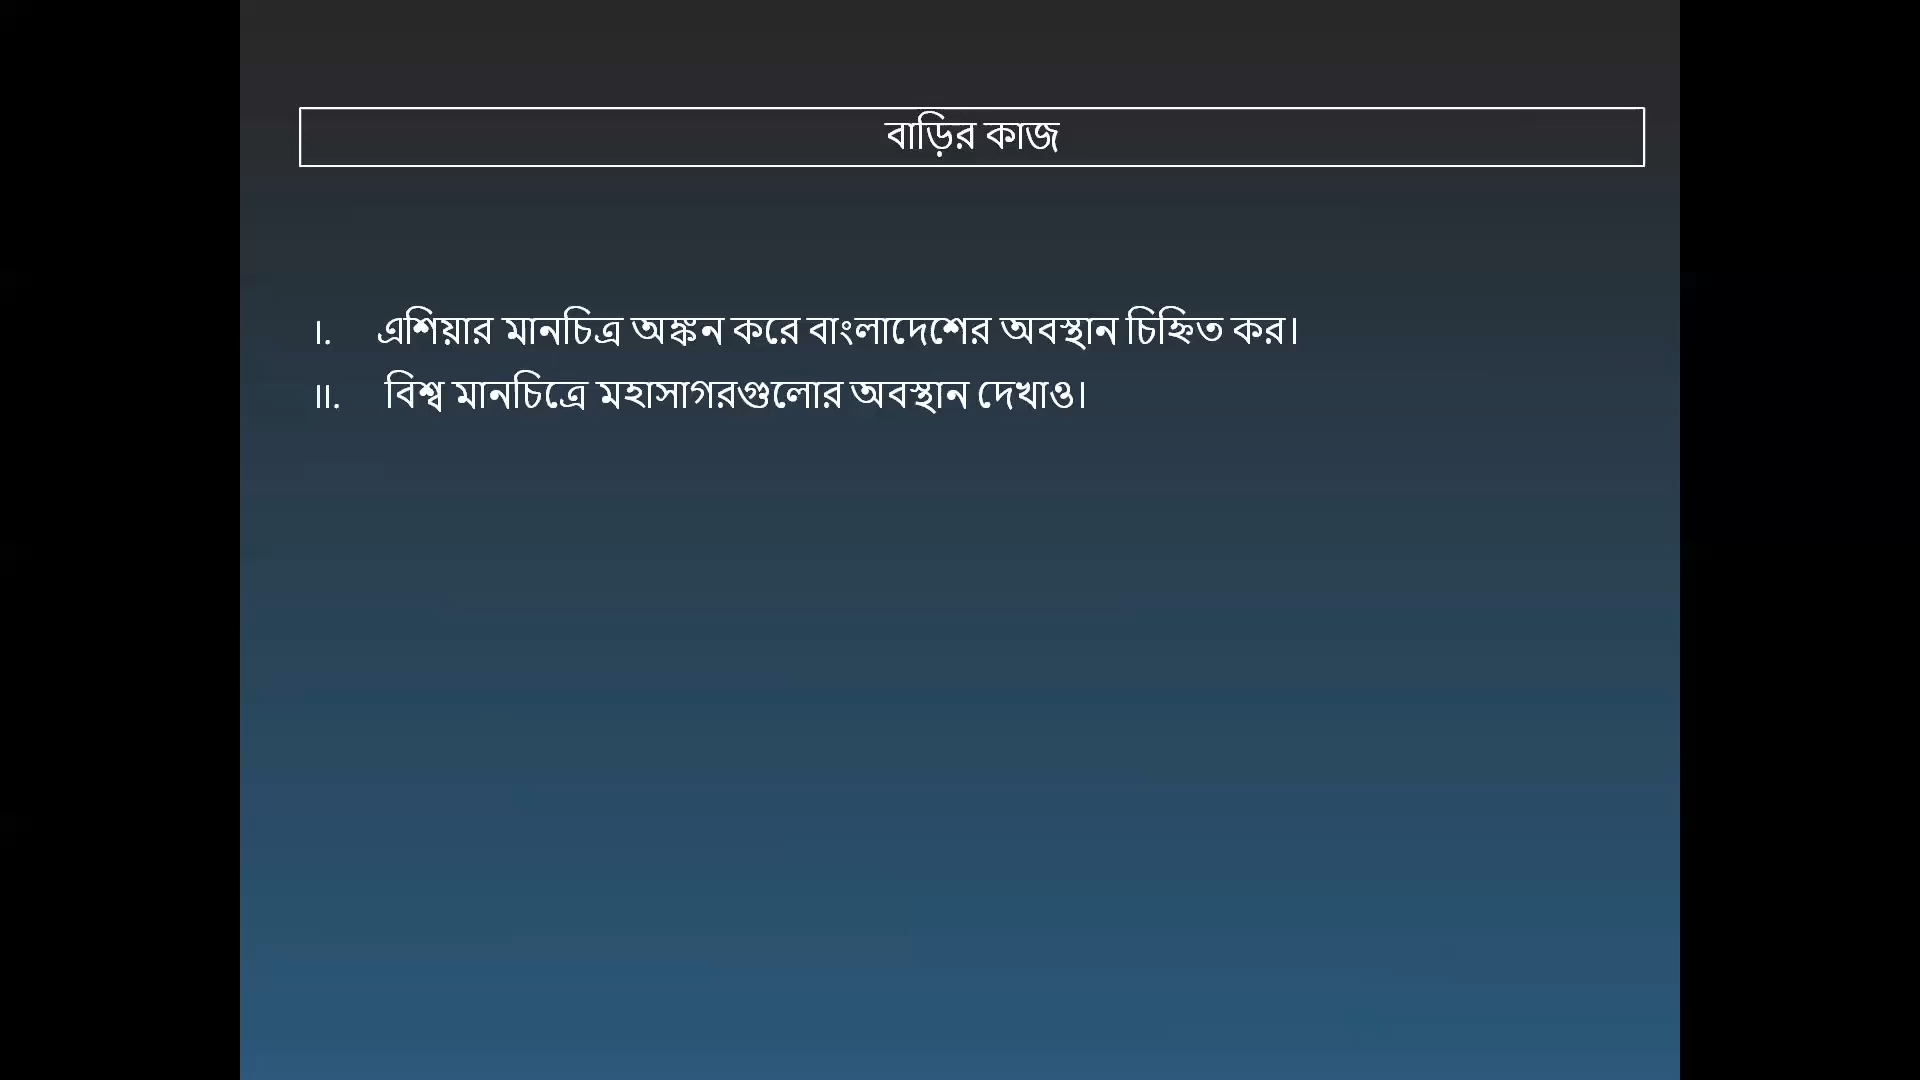 বাড়ির কাজ
I. এশিয়ার মানচিত্র অঙ্কন করে বাংলাদেশের অবস্থান চিহ্নিত কর।
II. বিশ্ব মানচিত্রে মহাসাগরগুলোর অবস্থান দেখাও।